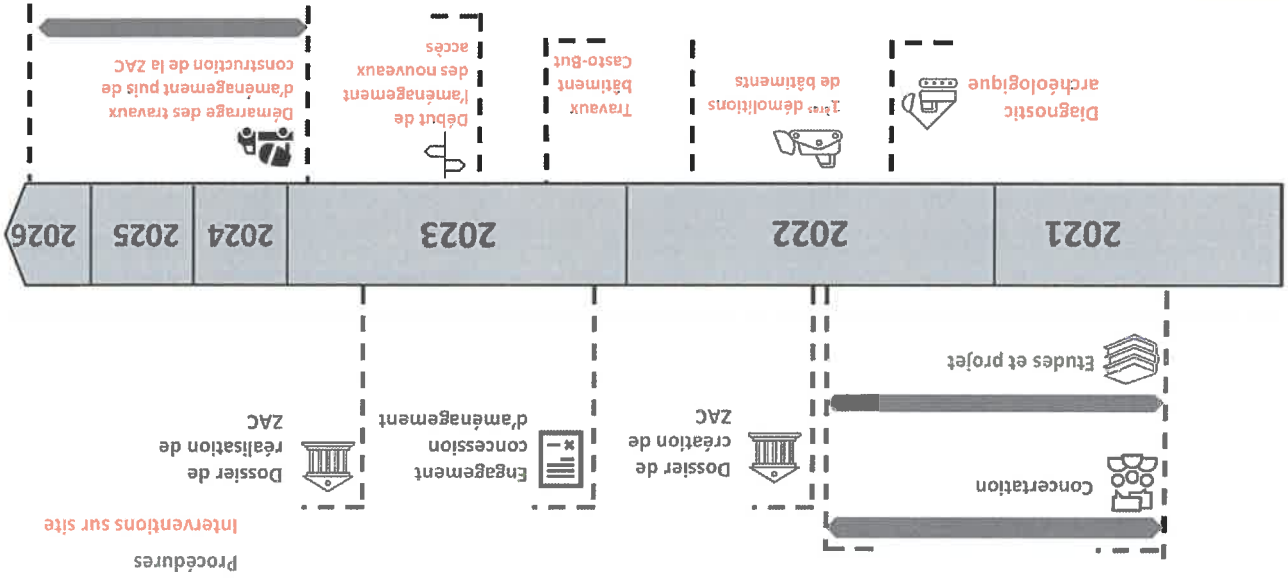 Procédures
Interventions sur site
Concertation
Etudes et projet
Dossier de
création de
ZAC
Engagement
concession
d'aménagement
Dossier de
réalisation de
ZAC
2021
2022
2023
2024
2025
2026
Diagnostic
archéologique
1ères démolitions
de bâtiments
Travaux
bâtiment
Casto-But
Début de
l'aménagement
des nouveaux
accès
Démarrage des travaux
d'aménagement puis de
construction de la ZAC